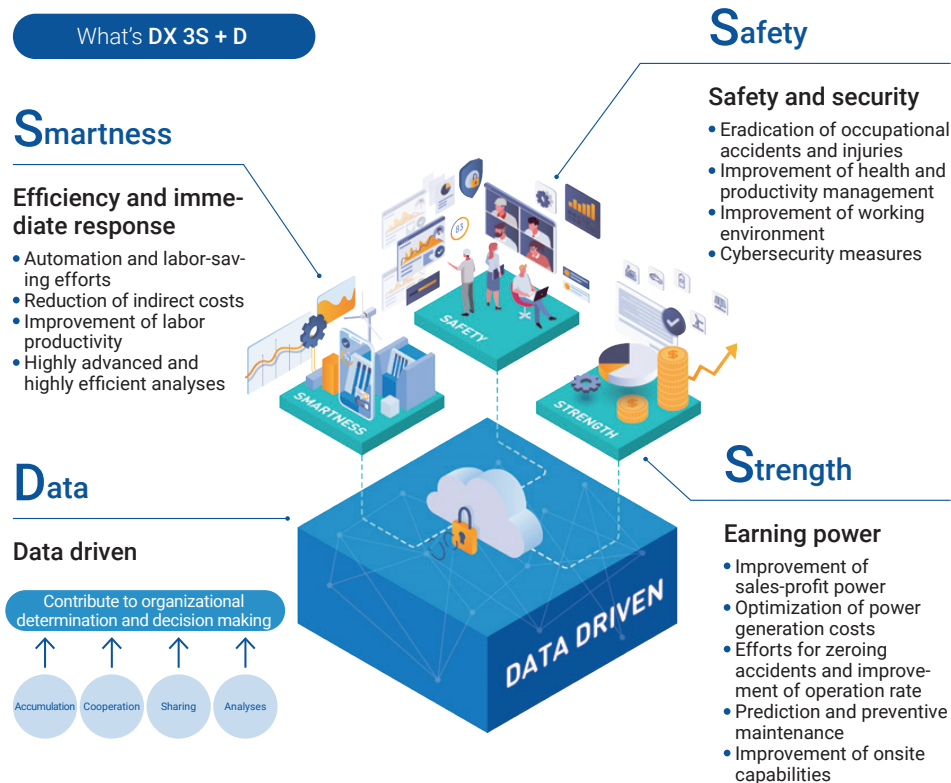 What's DX 3S + D
Smartness
Efficiency and imme-
diate response
• Automation and labor-sav-
ing efforts
• Reduction of indirect costs
• Improvement of labor
productivity
• Highly advanced and
highly efficient analyses
Safety
Safety and security
• Eradication of occupational
accidents and injuries
• Improvement of health and
productivity management
• Improvement of working
environment
• Cybersecurity measures
83
SAFETY
SMARTNESS
STRENGTH
DATA DRIVEN
Data
Data driven
Contribute to organizational
determination and decision making
Accumulation
Cooperation
Sharing
Analyses
Strength
Earning power
• Improvement of
sales-profit power
• Optimization of power
generation costs
• Efforts for zeroing
accidents and improve-
ment of operation rate
• Prediction and preventive
maintenance
• Improvement of onsite
capabilities